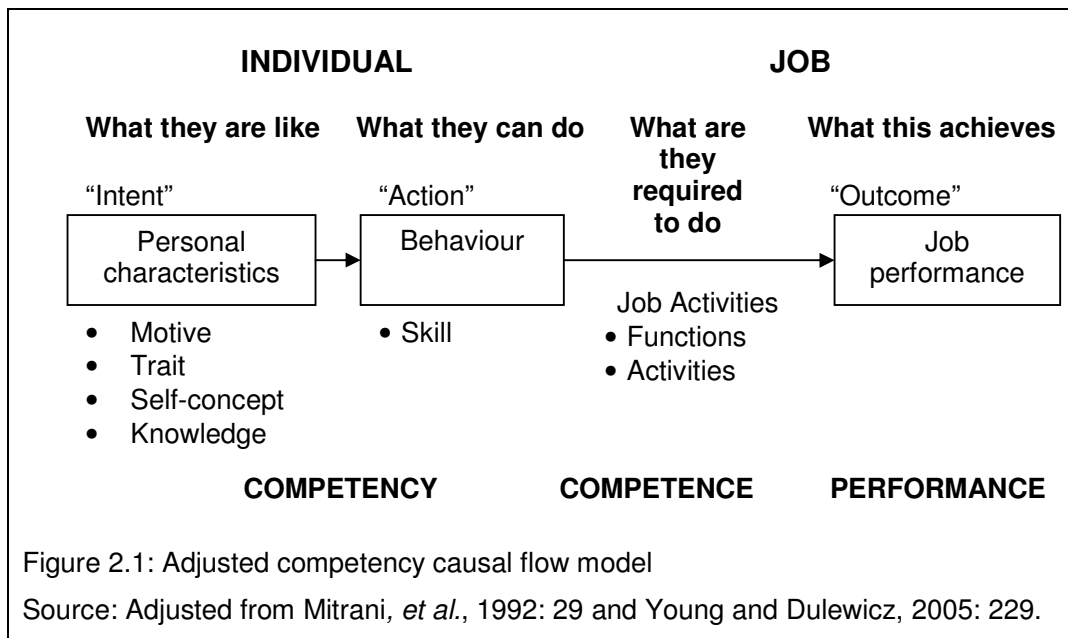 INDIVIDUAL JOB
What they are like What they can do What are they required to do What this achieves
“Intent” “Action” “Outcome”
Personal characteristics
Behaviour
Job performance
• Motive
• Trait
• Self-concept
• Knowledge
• Skill
Job Activities
• Functions
• Activities
COMPETENCY COMPETENCE PERFORMANCE
Figure 2.1: Adjusted competency causal flow model
Source: Adjusted from Mitrani, et al., 1992: 29 and Young and Dulewicz, 2005: 229.